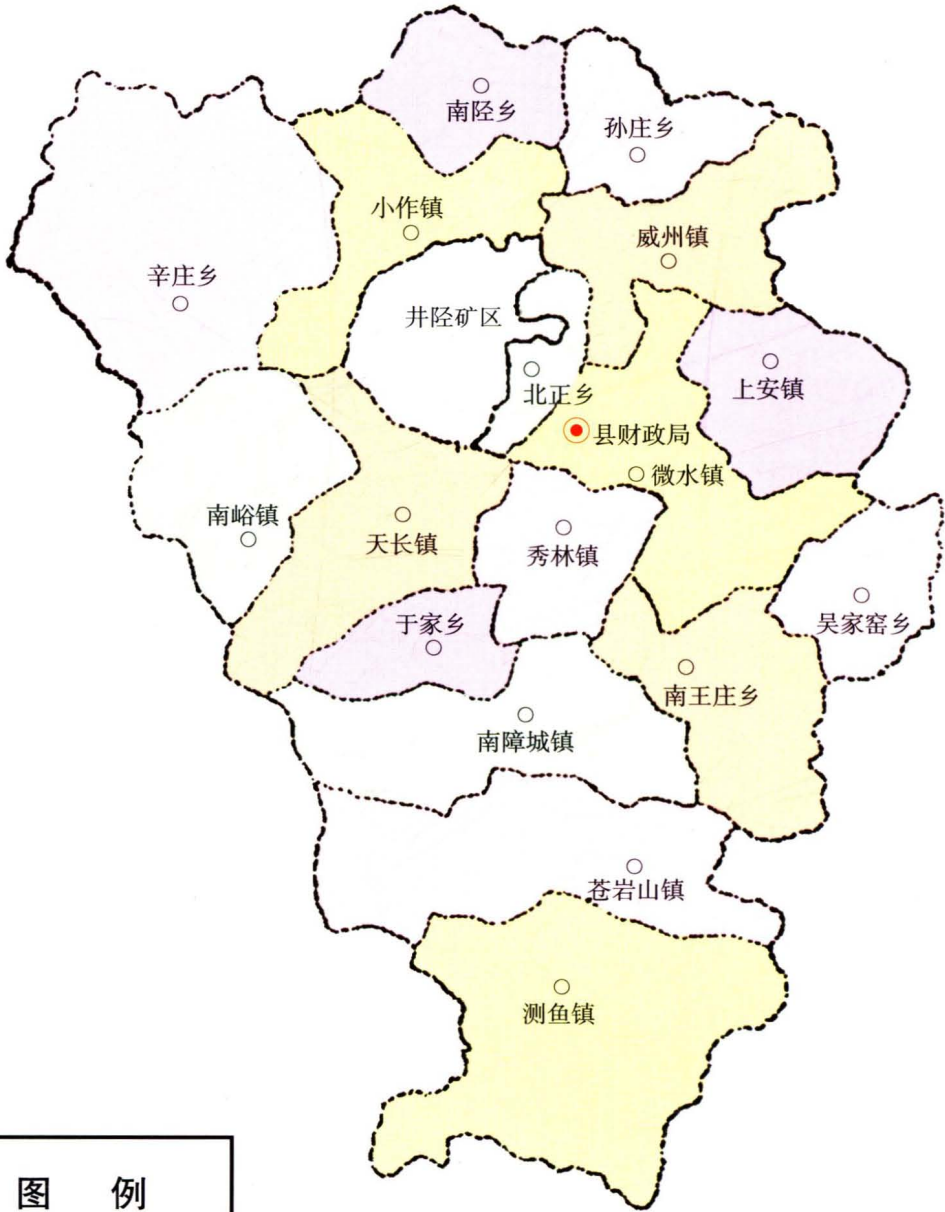 南陉乡
孙庄乡
小作镇
威州镇
辛庄乡
井陉矿区
北正乡
上安镇
县财政局
微水镇
南峪镇
天长镇
秀林镇
于家乡
吴家窑乡
南王庄乡
南障城镇
苍岩山镇
测鱼镇
图 例